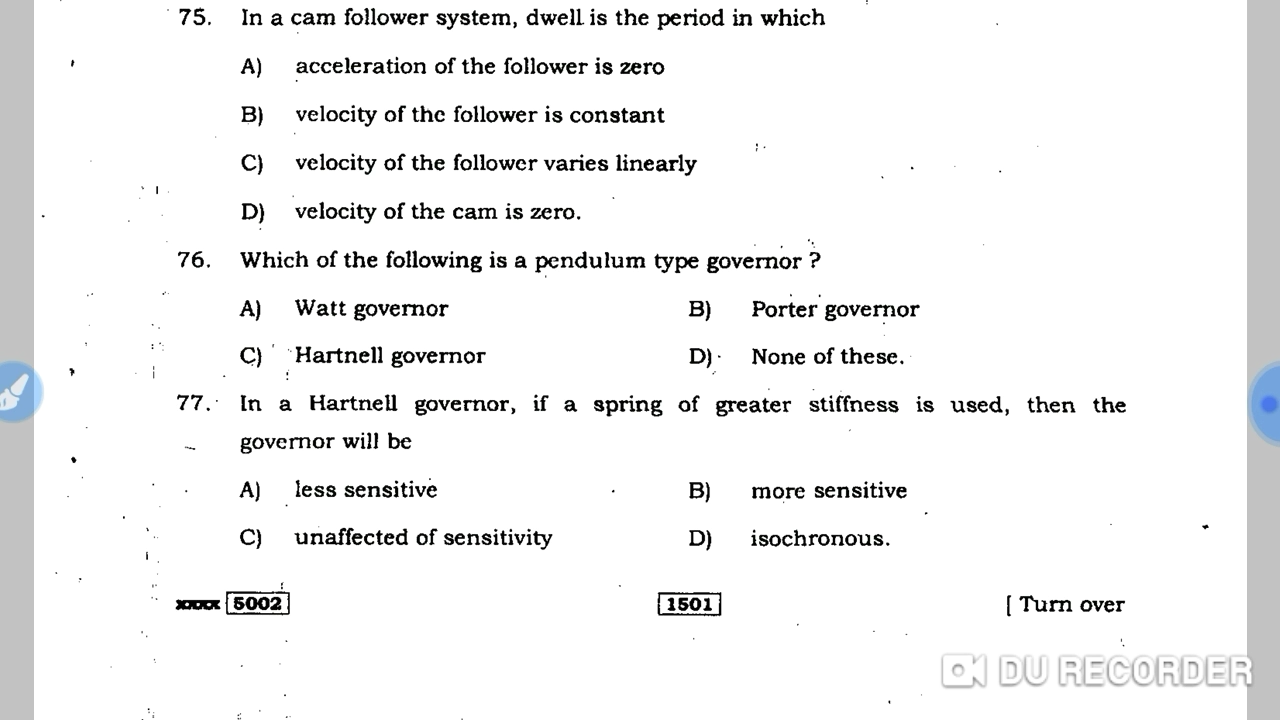 75. In a cam follower system, dwell is the period in which
A) acceleration of the follower is zero
B) velocity of the follower is constant
C) velocity of the follower varies linearly
D) velocity of the cam is zero.
76. Which of the following is a pendulum type governor ?
A) Watt governor B) Porter governor
C) Hartnell governor D) None of these.
77. In a Hartnell governor, if a spring of greater stiffness is used, then the
governor will be
A) less sensitive B) more sensitive
C) unaffected of sensitivity D) isochronous.
xxxx 5002 1501 [ Turn over
DU RECORDER